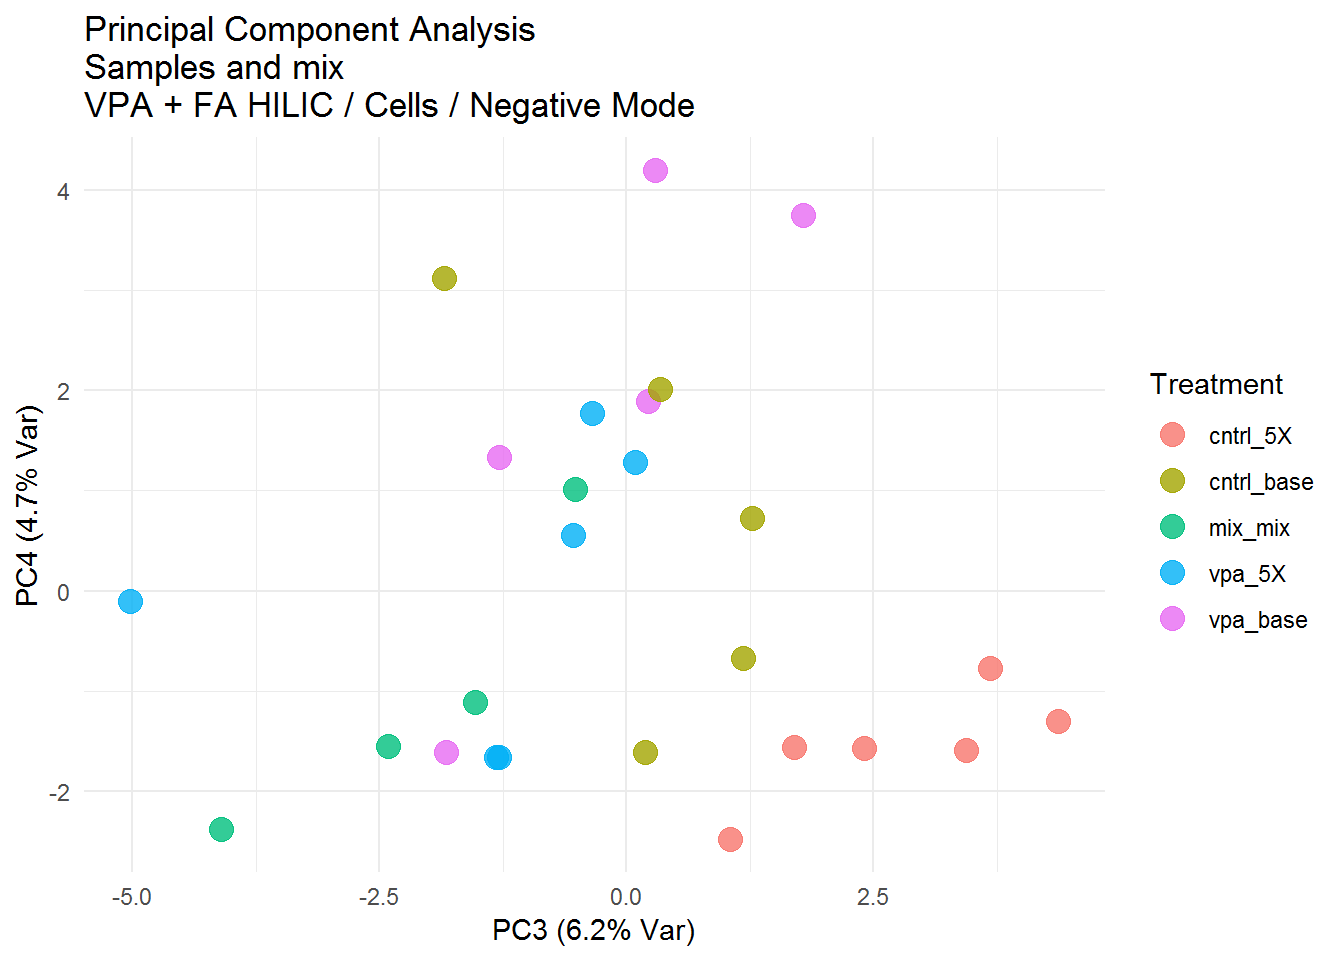 Principal Component Analysis
Samples and mix
VPA + FA HILIC / Cells / Negative Mode
PC4 (4.7% Var)
4
2
0
-2
-5.0
-2.5
0.0
2.5
PC3 (6.2% Var)
Treatment
cntrl_5X
cntrl_base
mix_mix
vpa_5X
vpa_base